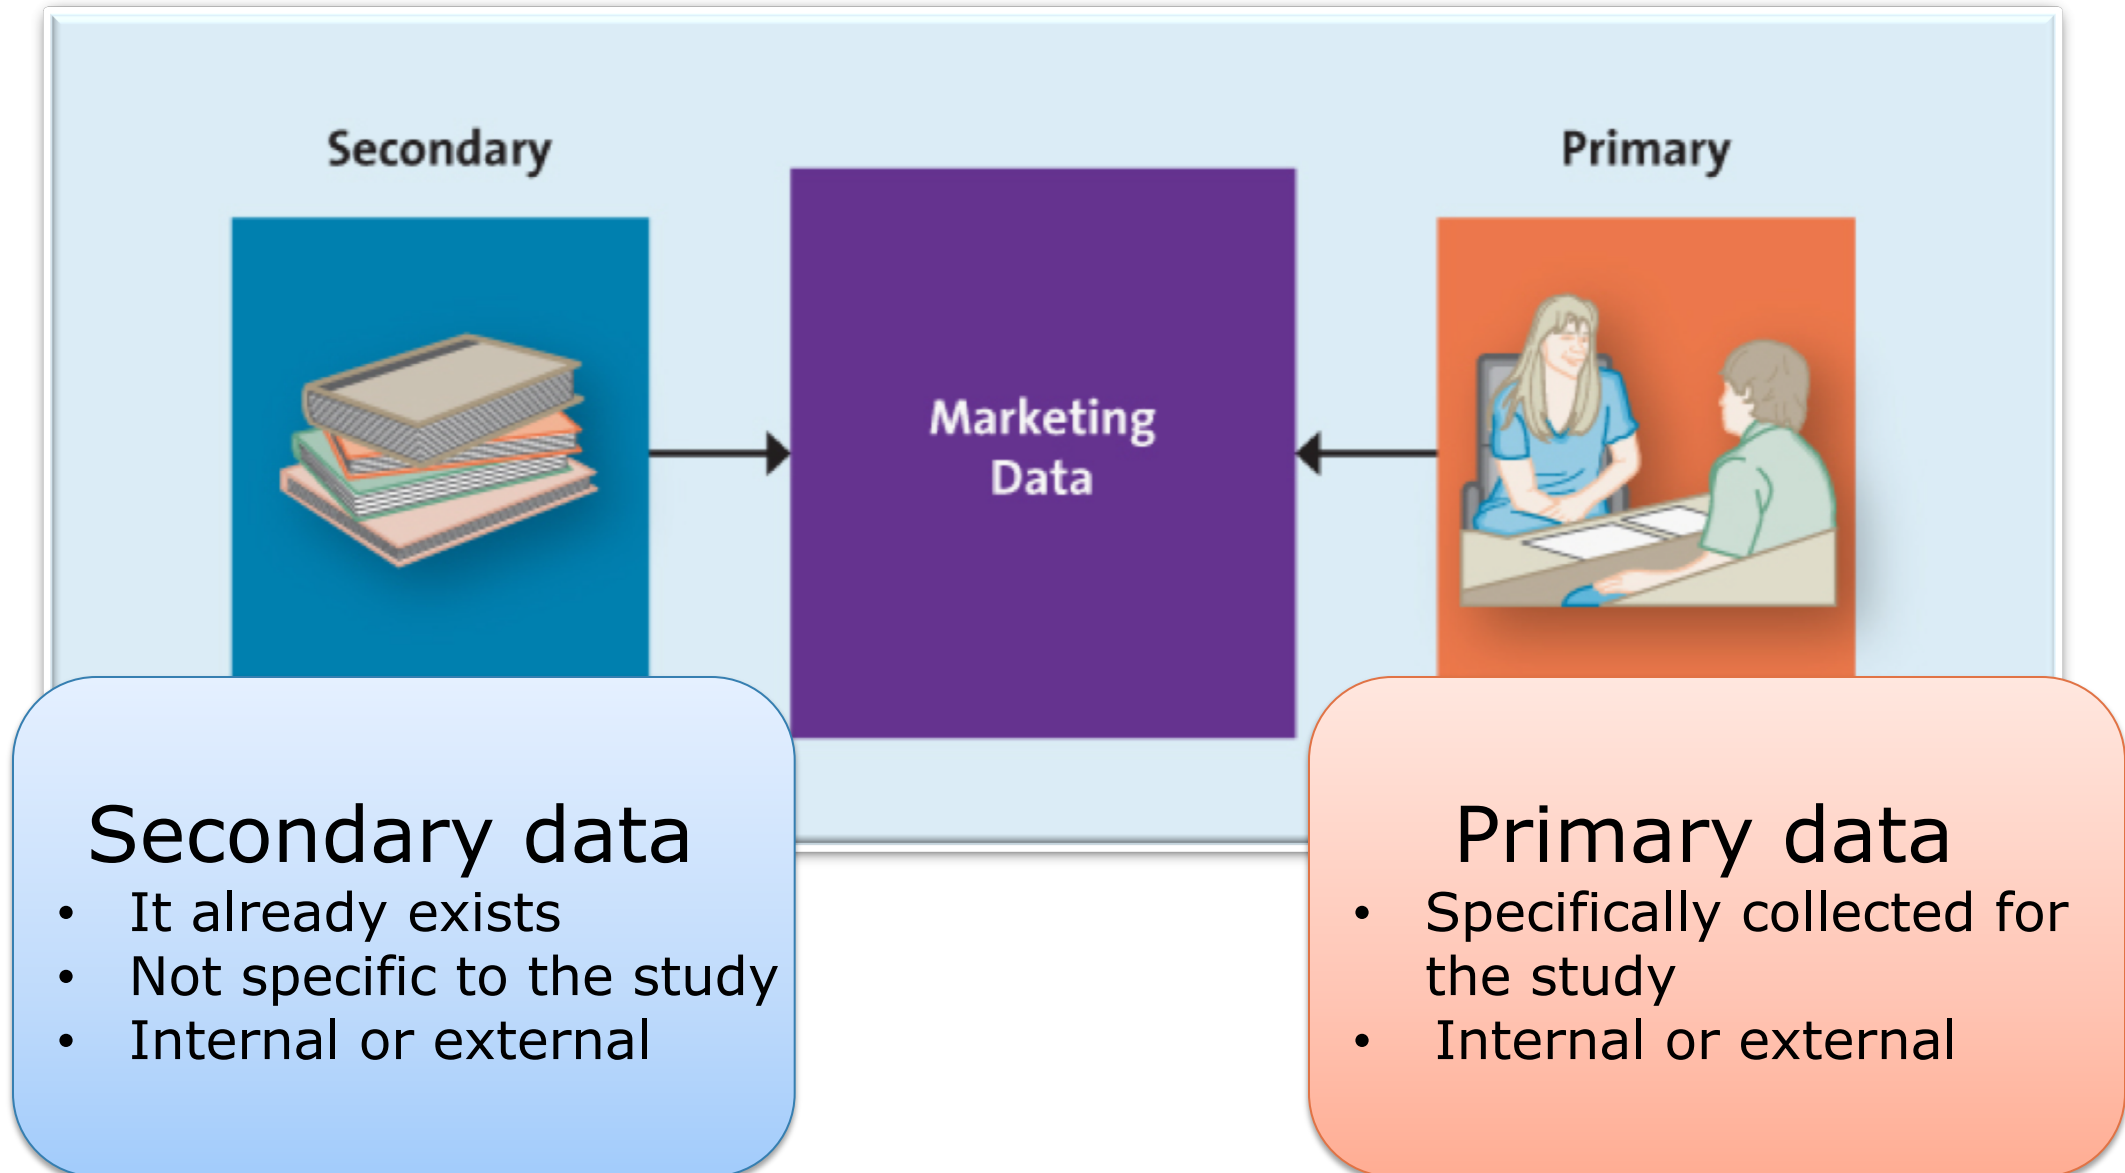 Secondary
Primary
Marketing
Data
Secondary data
• It already exists
• Not specific to the study
• Internal or external
Primary data
• Specifically collected for
the study
• Internal or external